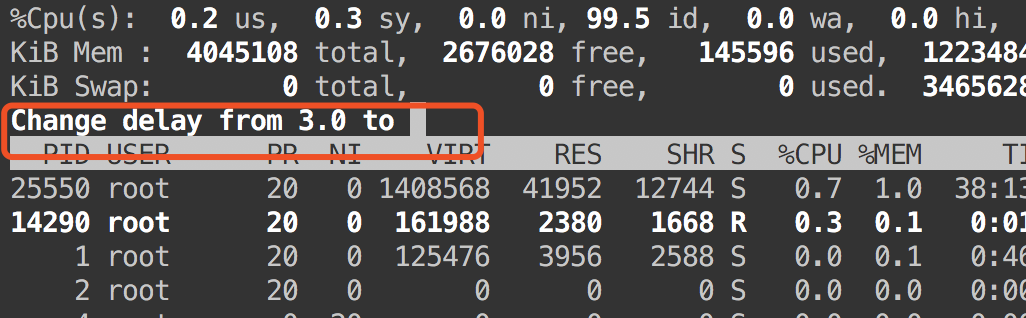 %Cpu(s):  0.2 us,  0.3 sy,  0.0 ni, 99.5 id,  0.0 wa,  0.0 hi,
KiB Mem :  4045108 total,  2676028 free,   145596 used,  1223484
KiB Swap:        0 total,        0 free,        0 used.  3465628
Change delay from 3.0 to
PID USER      PR  NI    VIRT    RES    SHR S  %CPU %MEM     TI
25550 root      20   0 1408568  41952  12744 S   0.7  1.0  38:13
14290 root      20   0  161988   2380   1668 R   0.3  0.1   0:01
1 root      20   0  125476   3956   2588 S   0.0  0.1   0:46
2 root      20   0       0      0      0 S   0.0  0.0   0:00